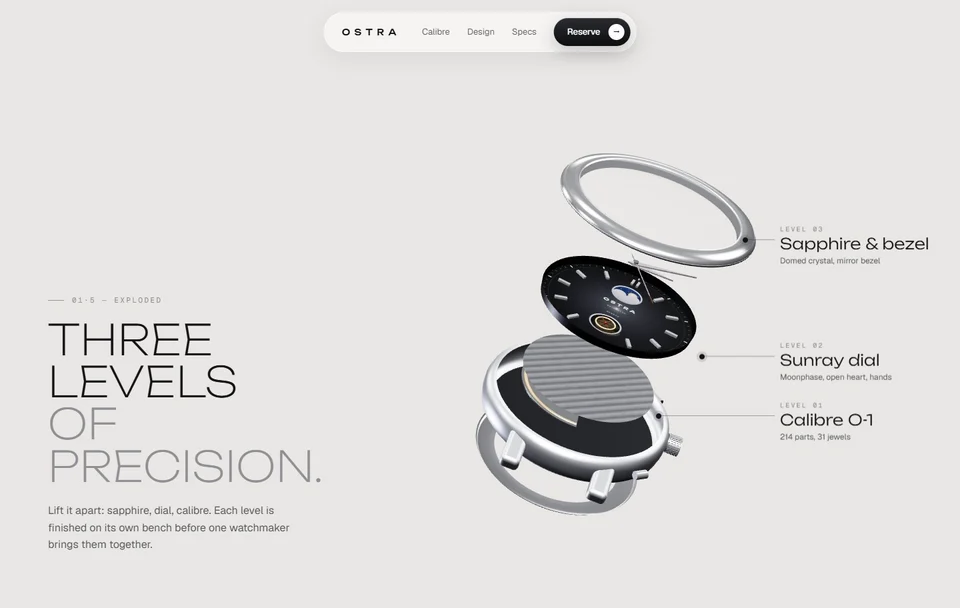 OSTRA
Calibre
Design
Specs
Reserve →
LEVEL 03
Sapphire & bezel
Domed crystal, mirror bezel
OSTRA
01·5 — EXPLODED
THREE
LEVELS
OF
PRECISION.
Lift it apart: sapphire, dial, calibre. Each level is
finished on its own bench before one watchmaker
brings them together.
LEVEL 02
Sunray dial
Moonphase, open heart, hands
LEVEL 01
Calibre O-1
214 parts, 31 jewels